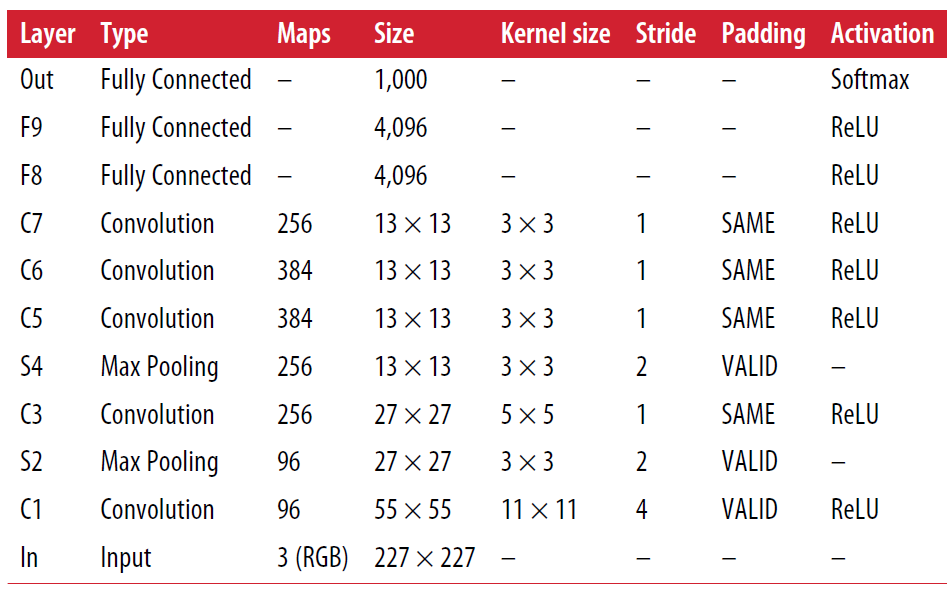 Layer Type Maps Size Kernel size Stride Padding Activation
Out Fully Connected – 1,000 – – – Softmax
F9 Fully Connected – 4,096 – – – ReLU
F8 Fully Connected – 4,096 – – – ReLU
C7 Convolution 256 13 × 13 3 × 3 1 SAME ReLU
C6 Convolution 384 13 × 13 3 × 3 1 SAME ReLU
C5 Convolution 384 13 × 13 3 × 3 1 SAME ReLU
S4 Max Pooling 256 13 × 13 3 × 3 2 VALID –
C3 Convolution 256 27 × 27 5 × 5 1 SAME ReLU
S2 Max Pooling 96 27 × 27 3 × 3 2 VALID –
C1 Convolution 96 55 × 55 11 × 11 4 VALID ReLU
In Input 3 (RGB) 227 × 227 – – – –